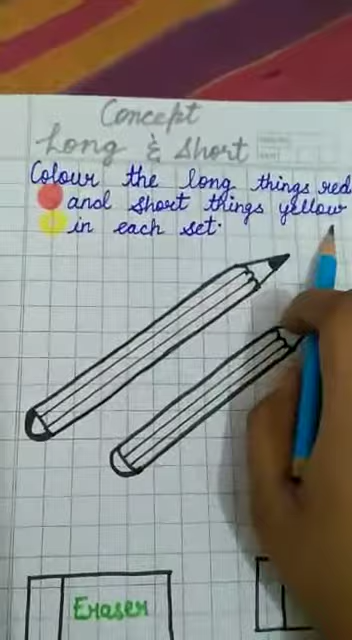 Concept
Long & Short
Colour the long things red
and short things yellow
in each set.
Eraser